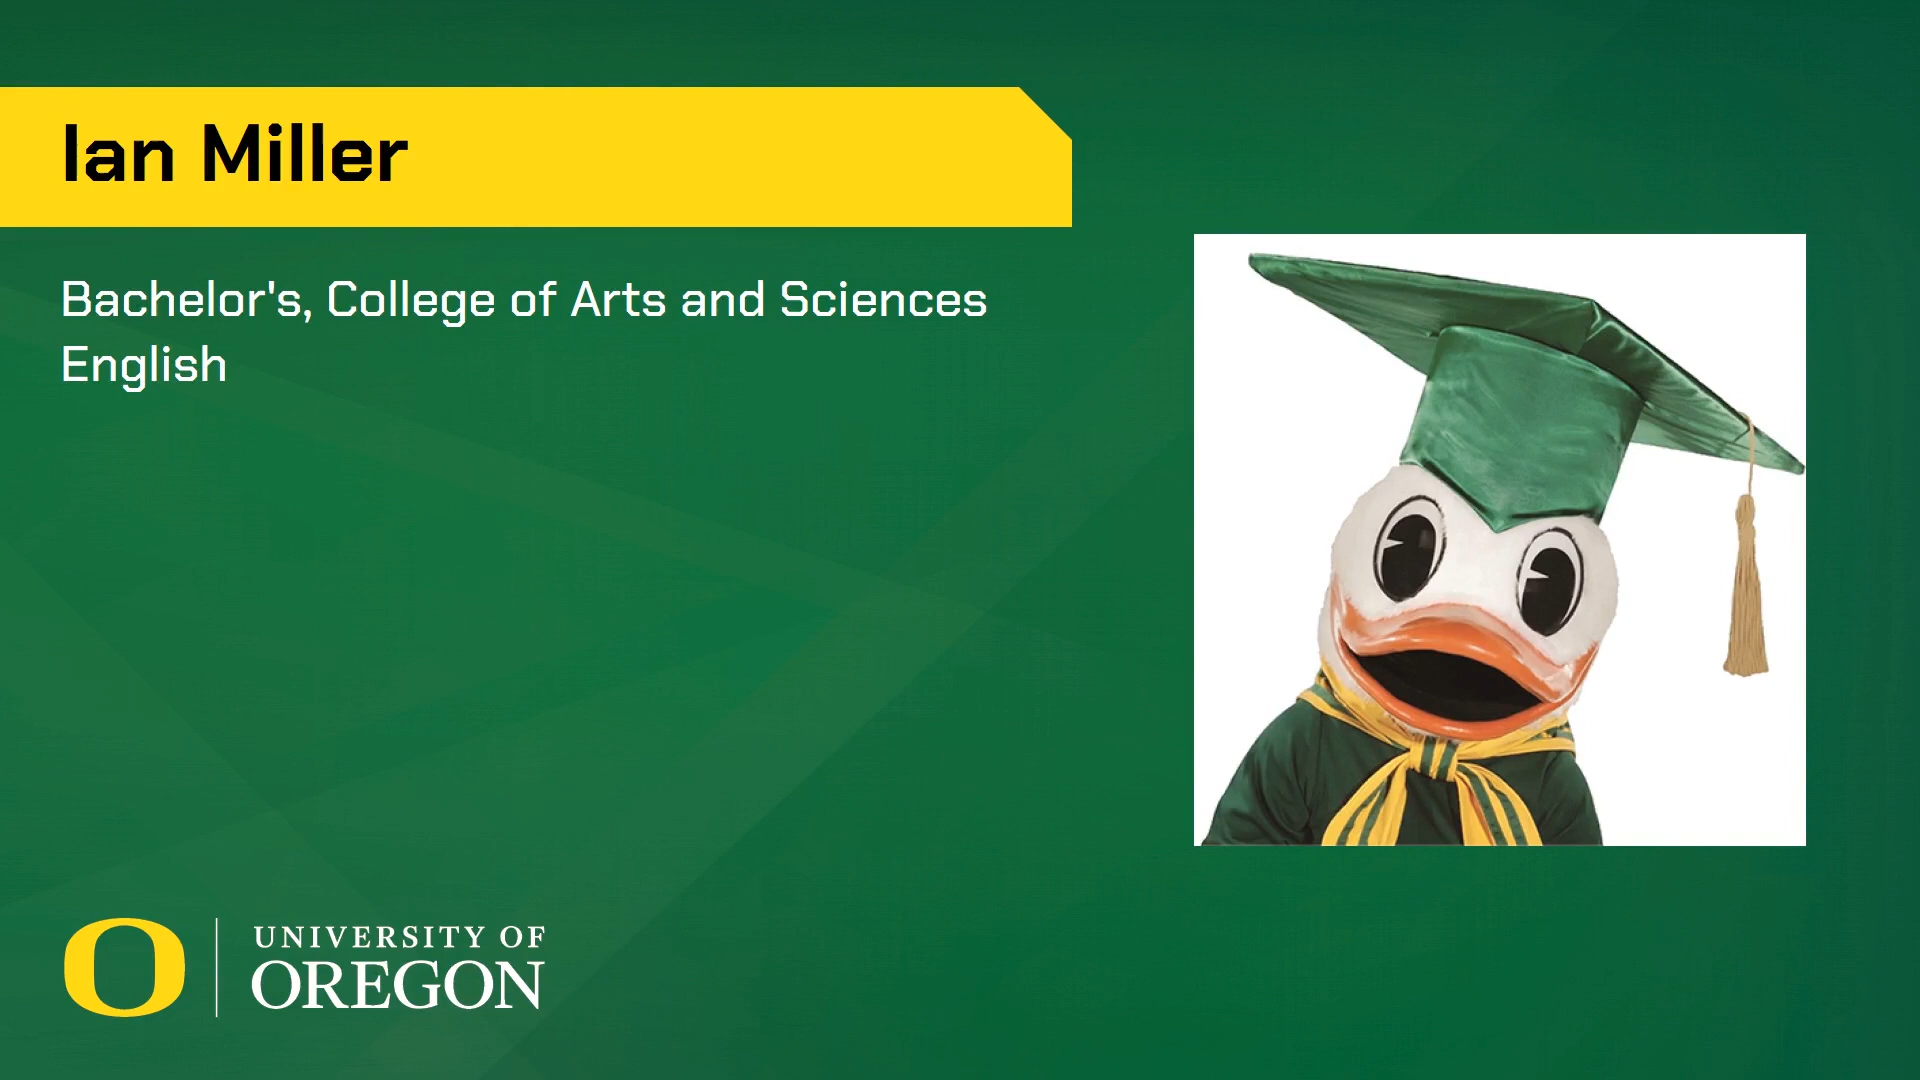 Ian Miller
Bachelor's, College of Arts and Sciences
English
O
UNIVERSITY OF
OREGON